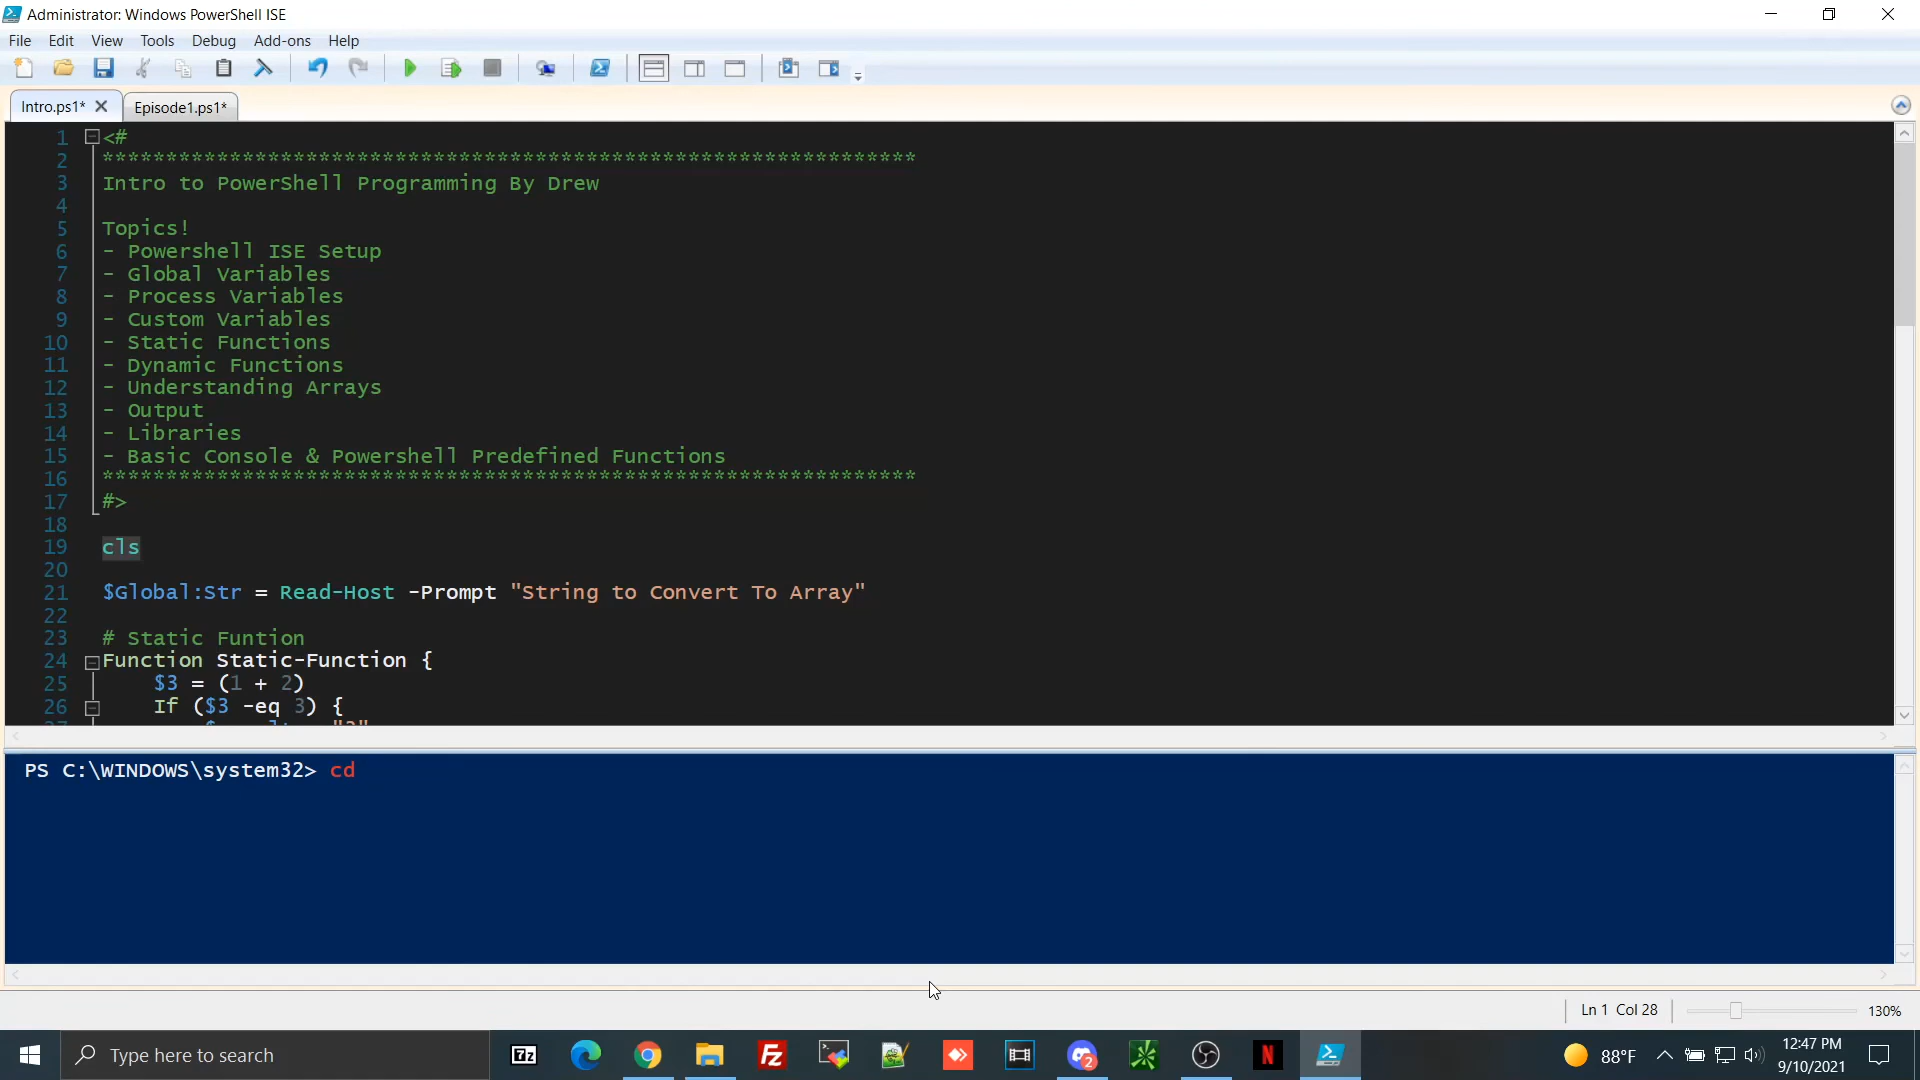 Administrator: Windows PowerShell ISE
File Edit View Tools Debug Add-ons Help
Intro.ps1* Episode1.ps1*
1 <#
2 ****************************************************************
3 Intro to PowerShell Programming By Drew
4
5 Topics!
6 - Powershell ISE Setup
7 - Global Variables
8 - Process Variables
9 - Custom Variables
10 - Static Functions
11 - Dynamic Functions
12 - Understanding Arrays
13 - Output
14 - Libraries
15 - Basic Console & Powershell Predefined Functions
16 ****************************************************************
17 #>
18
19 cls
20
21 $Global:Str = Read-Host -Prompt "String to Convert To Array"
22
23 # Static Funtion
24 Function Static-Function {
25 $3 = (1 + 2)
26 If ($3 -eq 3) {
PS C:\WINDOWS\system32> cd
Ln 1 Col 28 130%
Type here to search
7z
Fz
2
N
88°F
12:47 PM
9/10/2021